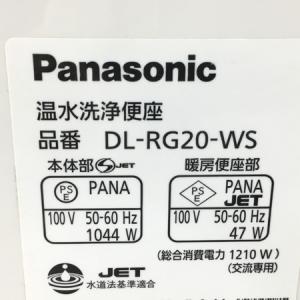 Panasonic
温水洗浄便座
品番 DL-RG20-WS
本体部 S JET 暖房便座部
PS E PANA
100 V 50-60 Hz
1044 W
PS E PANA
JET
100 V 50-60 Hz
47 W
(総合消費電力 1210 W)
(交流専用)
JET
水道法基準適合